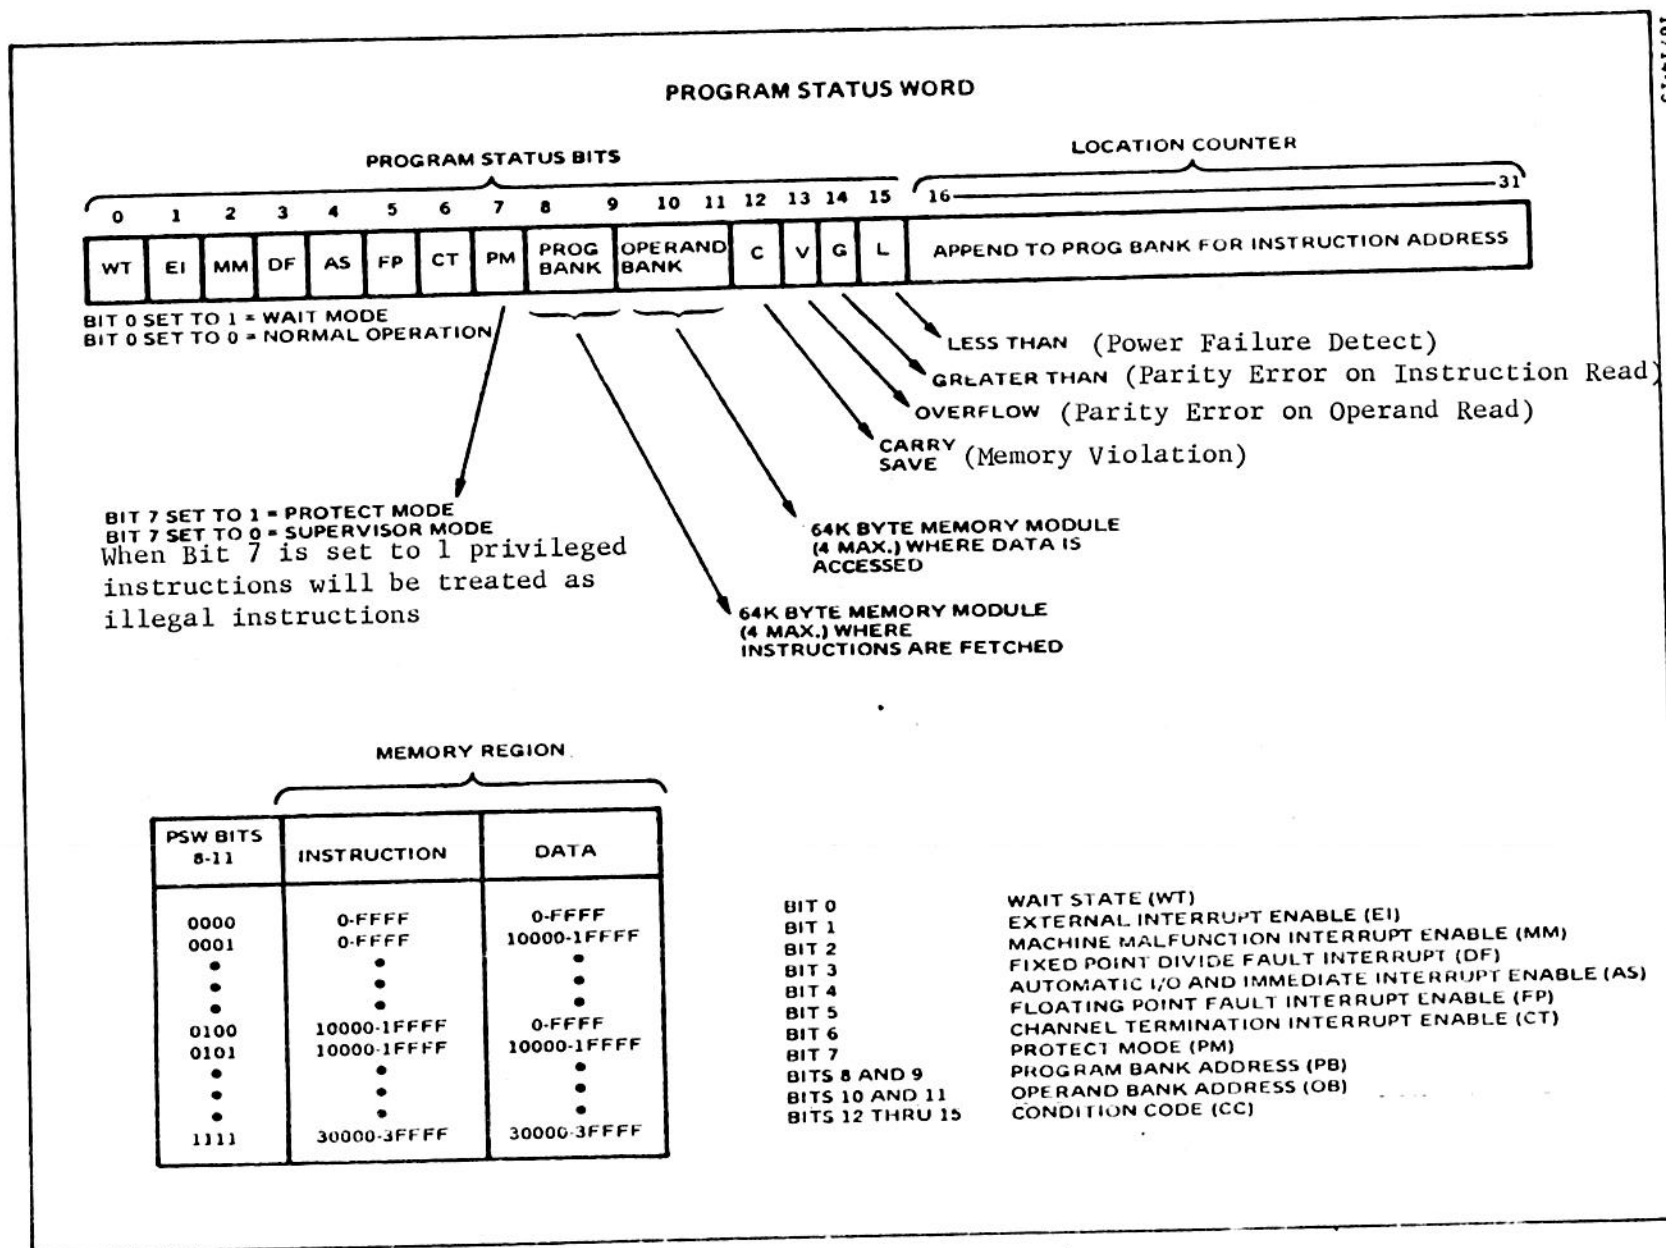 PROGRAM STATUS WORD
PROGRAM STATUS BITS
LOCATION COUNTER
0 1 2 3 4 5 6 7 8 9 10 11 12 13 14 15 16 31
WT EI MM DF AS FP CT PM PROG BANK OPERAND BANK C V G L APPEND TO PROG BANK FOR INSTRUCTION ADDRESS
BIT 0 SET TO 1 = WAIT MODE
BIT 0 SET TO 0 = NORMAL OPERATION
LESS THAN (Power Failure Detect)
GREATER THAN (Parity Error on Instruction Read)
OVERFLOW (Parity Error on Operand Read)
CARRY
SAVE (Memory Violation)
BIT 7 SET TO 1 = PROTECT MODE
BIT 7 SET TO 0 = SUPERVISOR MODE
When Bit 7 is set to 1 privileged
instructions will be treated as
illegal instructions
64K BYTE MEMORY MODULE
(4 MAX.) WHERE DATA IS
ACCESSED
64K BYTE MEMORY MODULE
(4 MAX.) WHERE
INSTRUCTIONS ARE FETCHED
MEMORY REGION
PSW BITS
8-11 INSTRUCTION DATA
0000 0-FFFF 0-FFFF
0001 0-FFFF 10000-1FFFF
0100 10000-1FFFF 0-FFFF
0101 10000-1FFFF 10000-1FFFF
1111 30000-3FFFF 30000-3FFFF
BIT 0 WAIT STATE (WT)
BIT 1 EXTERNAL INTERRUPT ENABLE (EI)
BIT 2 MACHINE MALFUNCTION INTERRUPT ENABLE (MM)
BIT 3 FIXED POINT DIVIDE FAULT INTERRUPT (DF)
BIT 4 AUTOMATIC I/O AND IMMEDIATE INTERRUPT ENABLE (AS)
BIT 5 FLOATING POINT FAULT INTERRUPT ENABLE (FP)
BIT 6 CHANNEL TERMINATION INTERRUPT ENABLE (CT)
BIT 7 PROTECT MODE (PM)
BITS 8 AND 9 PROGRAM BANK ADDRESS (PB)
BITS 10 AND 11 OPERAND BANK ADDRESS (OB)
BITS 12 THRU 15 CONDITION CODE (CC)